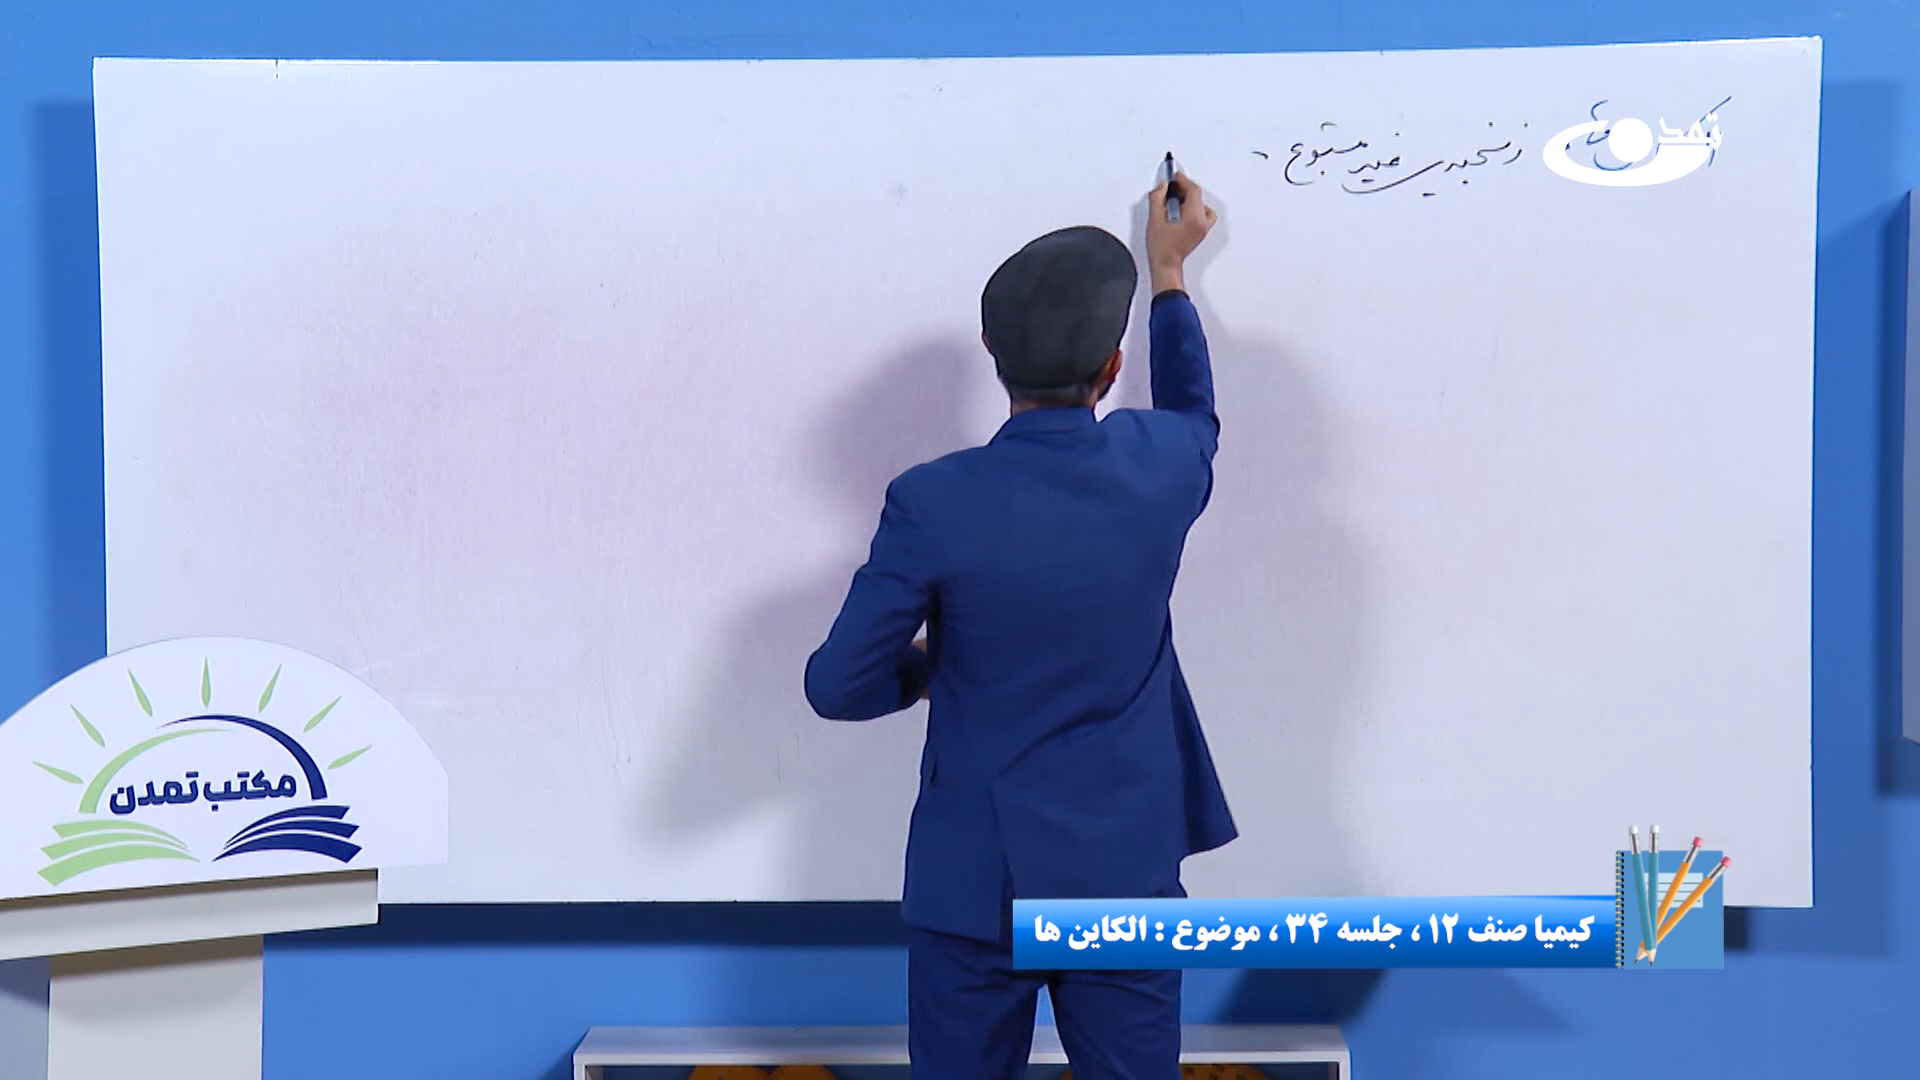 تمدن
زنجیری غیر مشبوع
مکتب تمدن
کیمیا صنف ۱۲، جلسه ۳۴، موضوع : الکاین ها